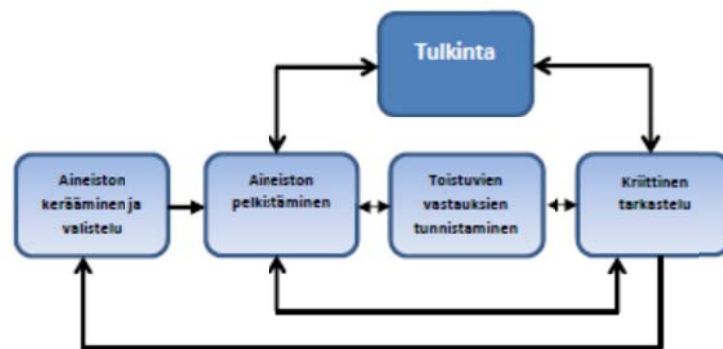 Tulkinta
Aineiston
kerääminen ja
valistelu
Aineiston
pelkistäminen
Toistuvien
vastauksien
tunnistaminen
Kriittinen
tarkastelu